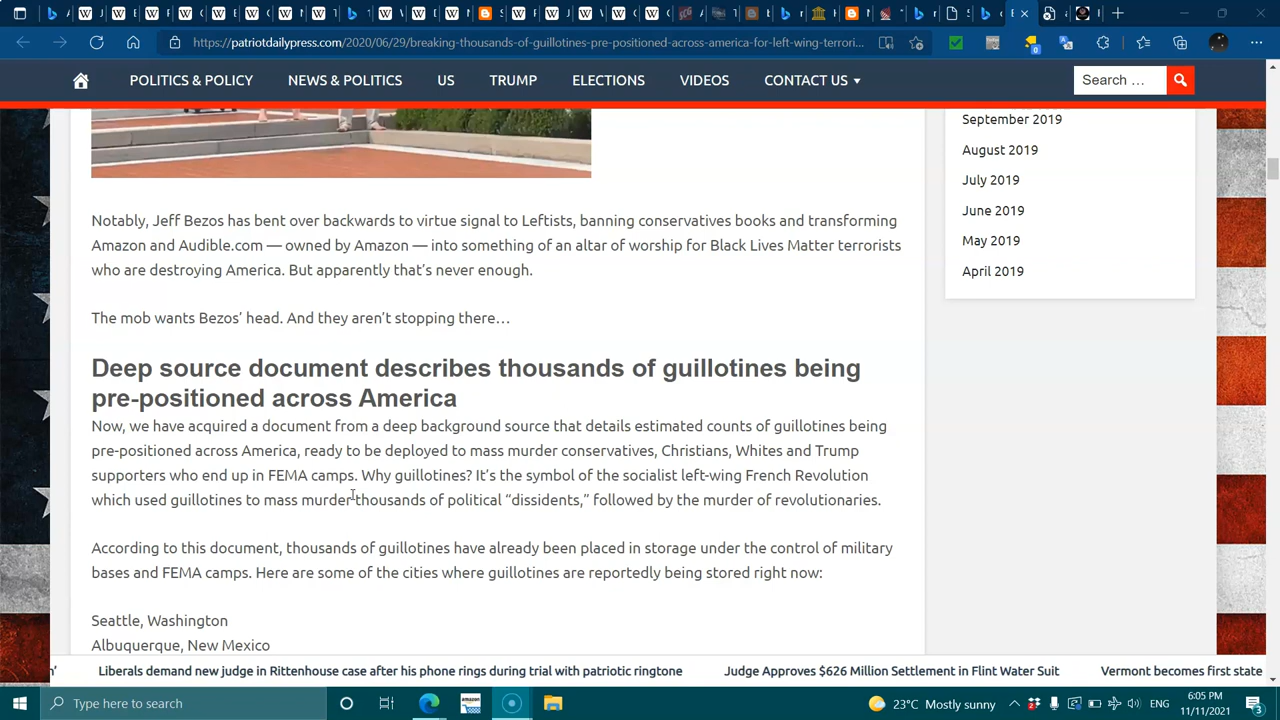 https://patriotdailypress.com/2020/06/29/breaking-thousands-of-guillotines-pre-positioned-across-america-for-left-wing-terrori...
POLITICS & POLICY NEWS & POLITICS US TRUMP ELECTIONS VIDEOS CONTACT US Search …
September 2019
August 2019
July 2019
June 2019
May 2019
April 2019
Notably, Jeff Bezos has bent over backwards to virtue signal to Leftists, banning conservatives books and transforming
Amazon and Audible.com — owned by Amazon — into something of an altar of worship for Black Lives Matter terrorists
who are destroying America. But apparently that’s never enough.
The mob wants Bezos’ head. And they aren’t stopping there…
Deep source document describes thousands of guillotines being
pre-positioned across America
Now, we have acquired a document from a deep background source that details estimated counts of guillotines being
pre-positioned across America, ready to be deployed to mass murder conservatives, Christians, Whites and Trump
supporters who end up in FEMA camps. Why guillotines? It’s the symbol of the socialist left-wing French Revolution
which used guillotines to mass murder thousands of political “dissidents,” followed by the murder of revolutionaries.
According to this document, thousands of guillotines have already been placed in storage under the control of military
bases and FEMA camps. Here are some of the cities where guillotines are reportedly being stored right now:
Seattle, Washington
Albuquerque, New Mexico
Liberals demand new judge in Rittenhouse case after his phone rings during trial with patriotic ringtone Judge Approves $626 Million Settlement in Flint Water Suit Vermont becomes first state
Type here to search 23°C Mostly sunny ENG 6:05 PM
11/11/2021